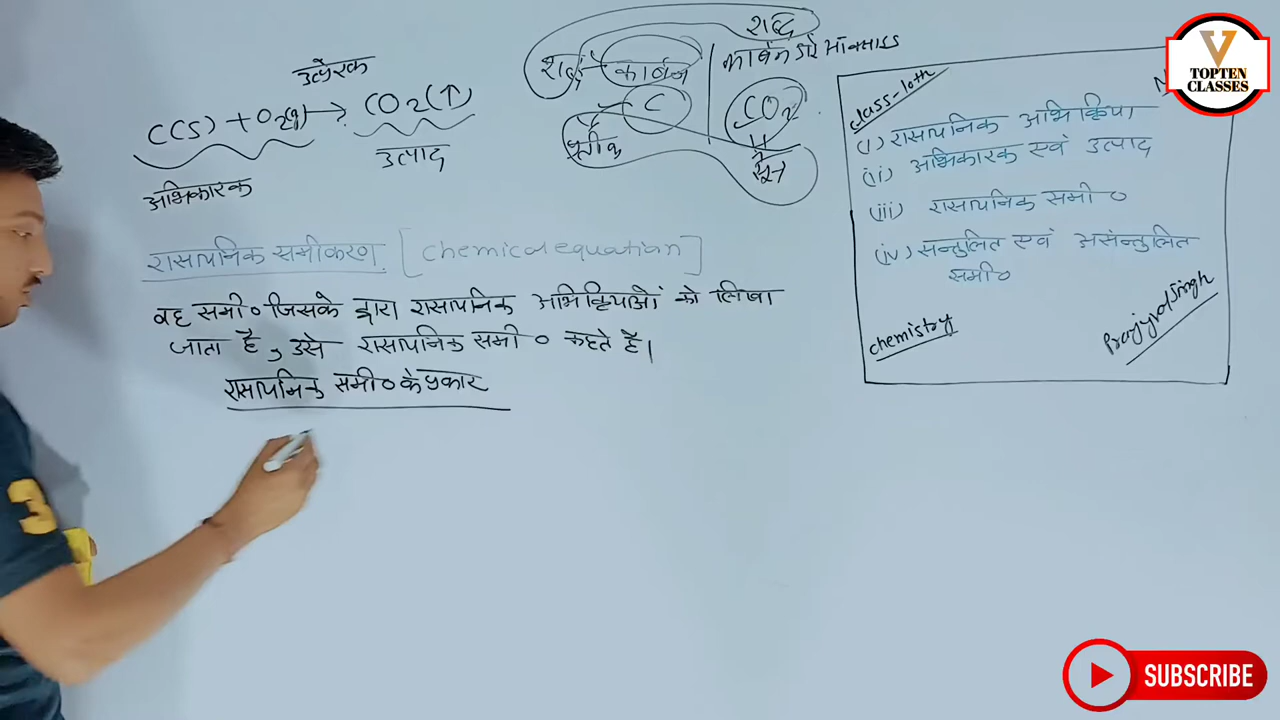 उत्प्रेरक
C(S) + O2(g) → CO2(↑)
अभिकारक
उत्पाद
शब्द
शब्द
कार्बन
कार्बन डाई ऑक्साइड
C
CO2
प्रतीक
सूत्र
रासायनिक समीकरण [Chemical equation]
वह समी० जिसके द्वारा रासायनिक अभिक्रियाओं को लिखा
जाता है, उसे रासायनिक समी० कहते हैं।
रासायनिक समी० के प्रकार
class-10th
(i) रासायनिक अभिक्रिया
(ii) अभिकारक एवं उत्पाद
(iii) रासायनिक समी०
(iv) सन्तुलित एवं असंन्तुलित
समी०
chemistry
V
TOPTEN
CLASSES
SUBSCRIBE